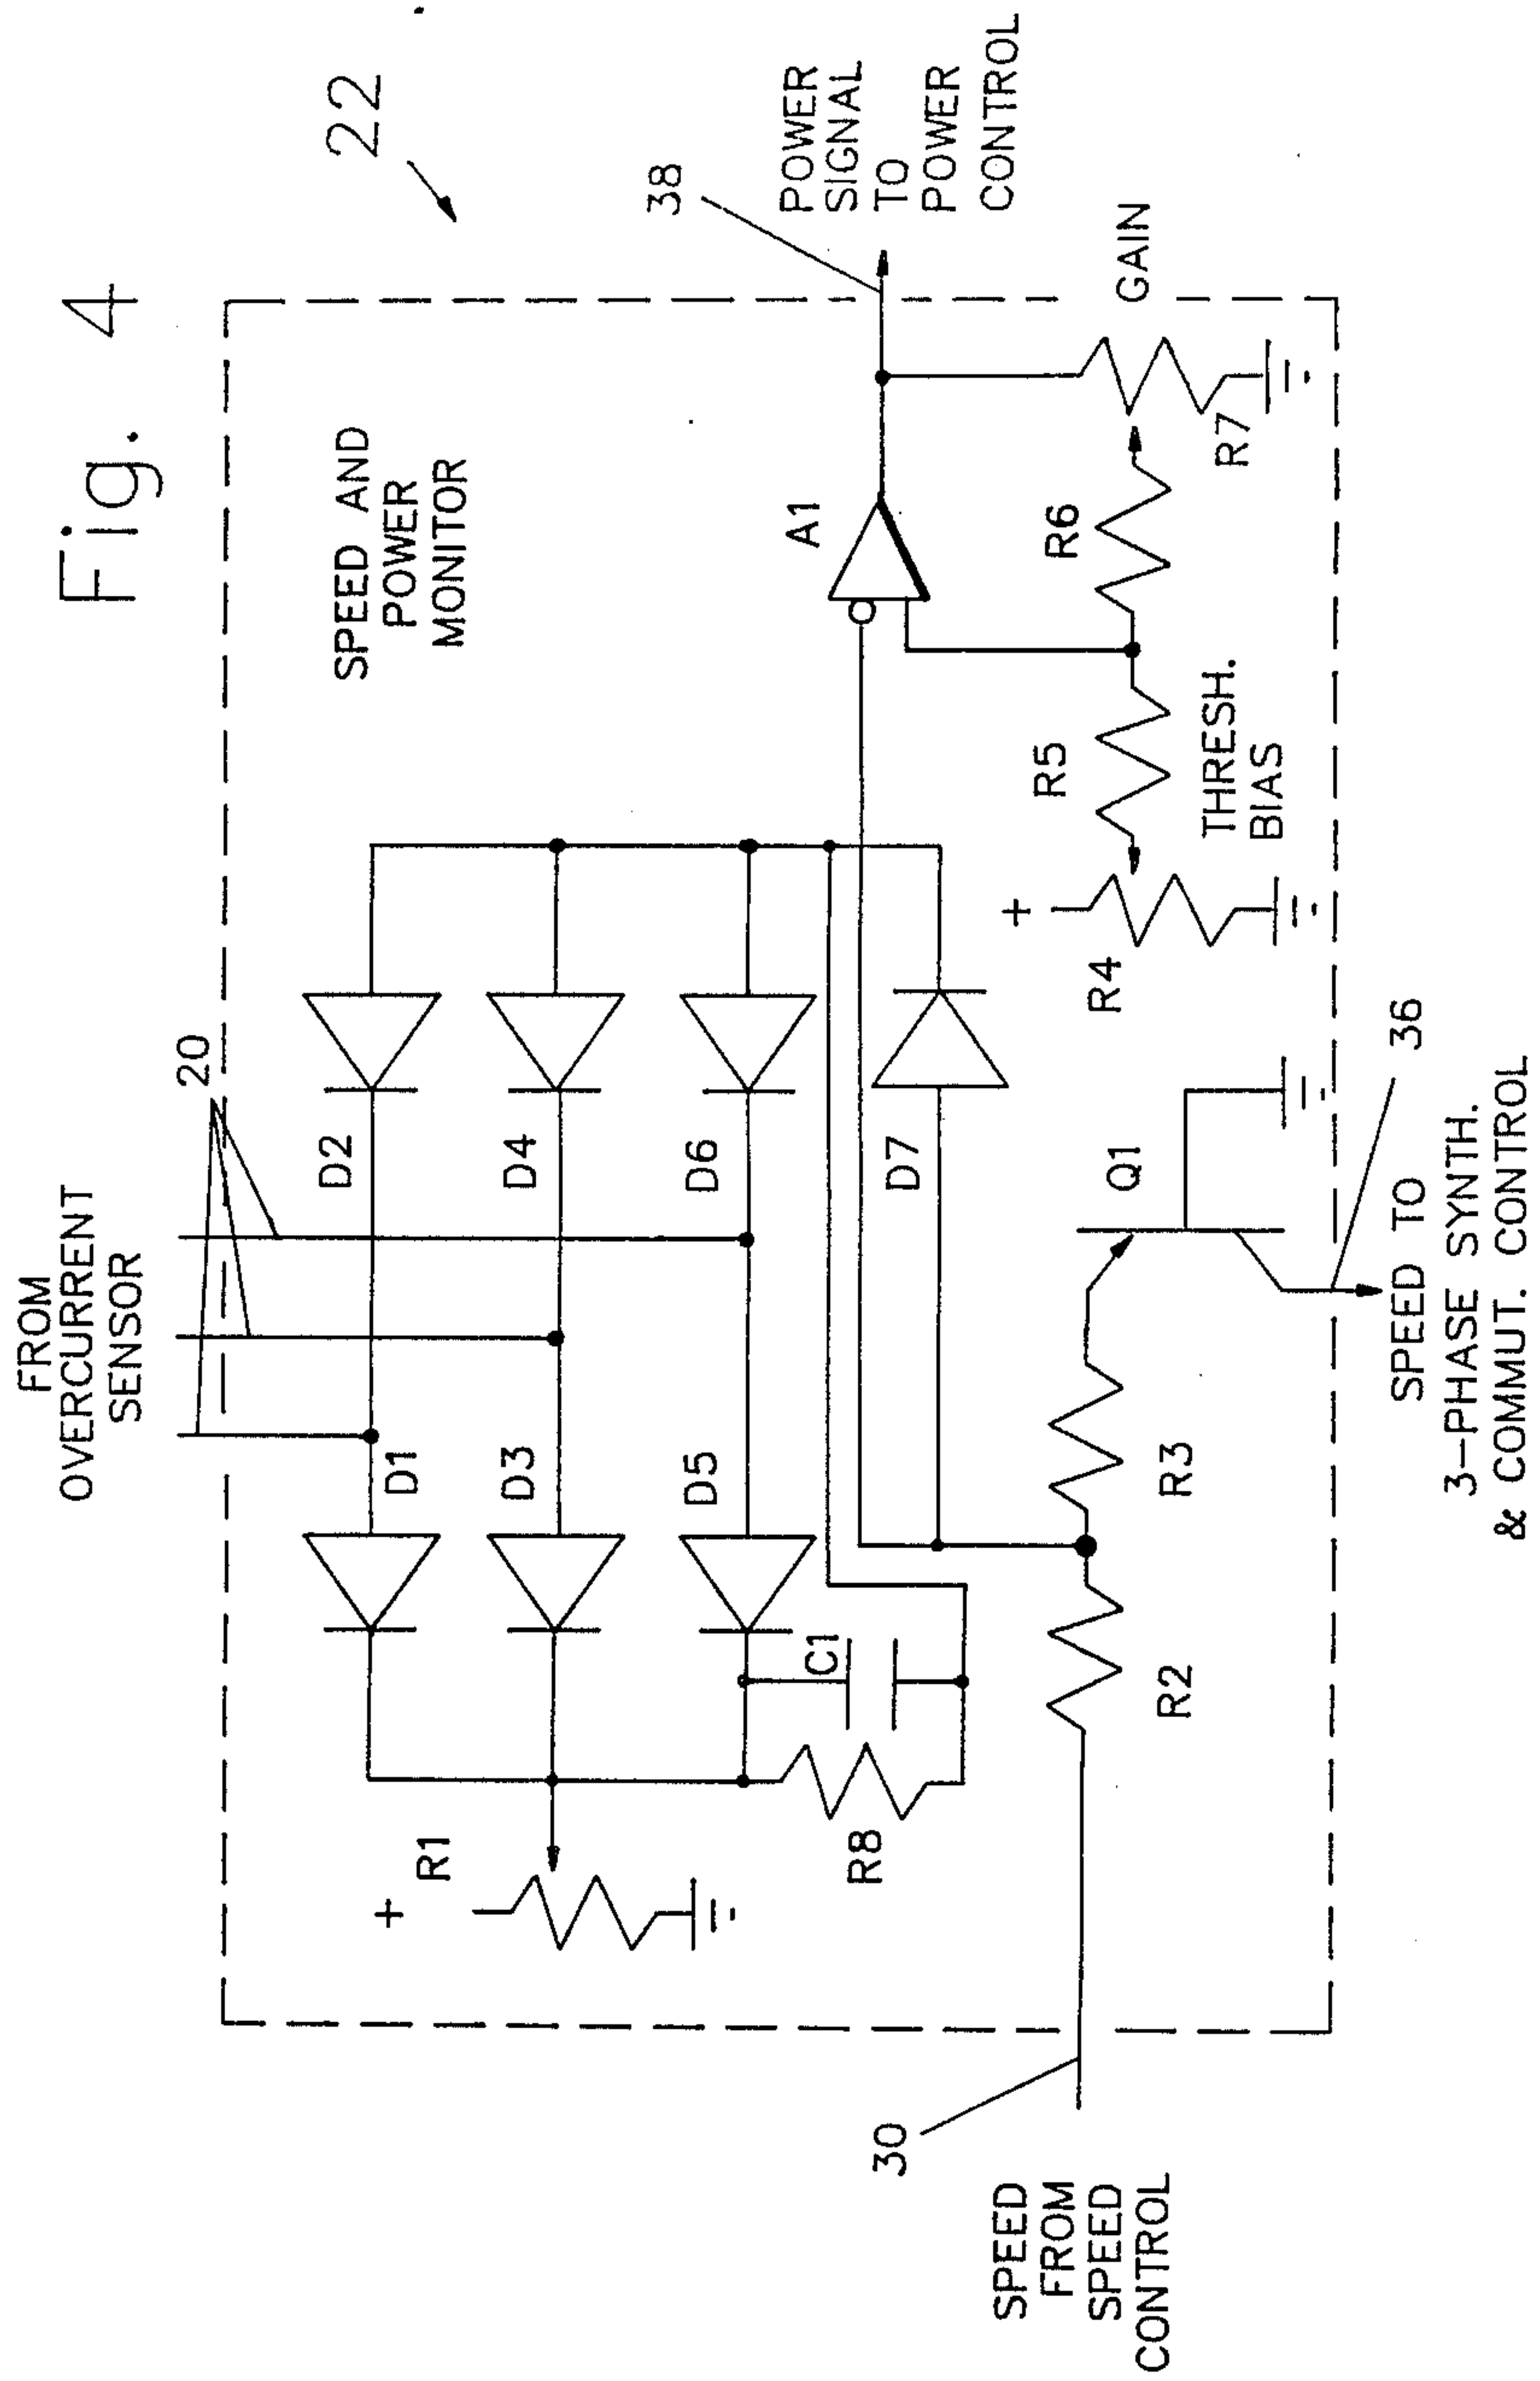 Fig. 4
22
FROM
OVERCURRENT
SENSOR
20
SPEED AND
POWER
MONITOR
D1
D2
D3
D4
D5
D6
D7
+
R1
C1
R8
A1
38
POWER
SIGNAL
TO
POWER
CONTROL
30
SPEED
FROM
SPEED
CONTROL
R2
R3
Q1
+
R4
R5
THRESH.
BIAS
R6
R7
GAIN
36
SPEED TO
3-PHASE SYNTH.
& COMMUT. CONTROL